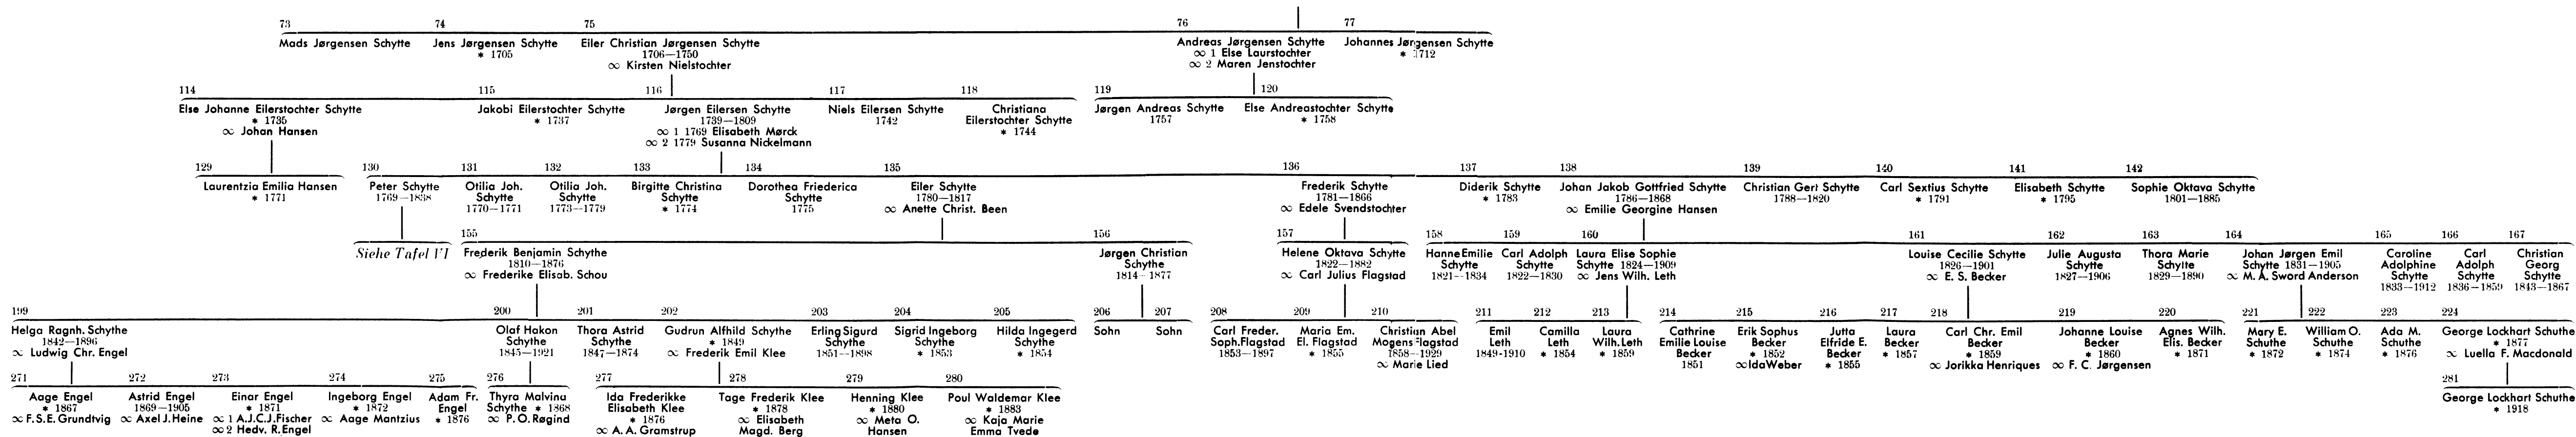 73 74 75 76 77
Mads Jørgensen Schytte
Jens Jørgensen Schytte
* 1705
Eiler Christian Jørgensen Schytte
1706—1750
∞ Kirsten Nielstochter
Andreas Jørgensen Schytte
∞ 1 Else Laurstochter
∞ 2 Maren Jenstochter
Johannes Jørgensen Schytte
* 1712
114 115 116 117 118 119 120
Else Johanne Eilerstochter Schytte
* 1735
∞ Johan Hansen
Jakobi Eilerstochter Schytte
* 1737
Jørgen Eilersen Schytte
1739—1809
∞ 1 1769 Elisabeth Mørck
∞ 2 1779 Susanna Nickelmann
Niels Eilersen Schytte
1742
Christiana
Eilerstochter Schytte
* 1744
Jørgen Andreas Schytte
1757
Else Andreastochter Schytte
* 1758
129 130 131 132 133 134 135 136 137 138 139 140 141 142
Laurentzia Emilia Hansen
* 1771
Peter Schytte
1769—1838
Otilia Joh.
Schytte
1770—1771
Otilia Joh.
Schytte
1773—1779
Birgitte Christina
Schytte
* 1774
Dorothea Friederica
Schytte
1775
Eiler Schytte
1780—1817
∞ Anette Christ. Been
Frederik Schytte
1781—1866
∞ Edele Svendstochter
Diderik Schytte
* 1783
Johan Jakob Gottfried Schytte
1786—1868
∞ Emilie Georgine Hansen
Christian Gert Schytte
1788—1820
Carl Sextius Schytte
* 1791
Elisabeth Schytte
* 1795
Sophie Oktava Schytte
1801—1885
Siehe Tafel VI
155 156 157 158 159 160 161 162 163 164 165 166 167
Frederik Benjamin Schythe
1810—1876
∞ Frederike Elisab. Schou
Jørgen Christian
Schythe
1814—1877
Helene Oktava Schytte
1822—1882
∞ Carl Julius Flagstad
Hanne Emilie
Schytte
1821—1834
Carl Adolph
Schytte
1822—1830
Laura Elise Sophie
Schytte 1824—1909
∞ Jens Wilh. Leth
Louise Cecilie Schytte
1826—1901
∞ E. S. Becker
Julie Augusta
Schytte
1827—1906
Thora Marie
Schytte
1829—1890
Johan Jørgen Emil
Schytte 1831—1905
∞ M. A. Sword Anderson
Caroline
Adolphine
Schytte
1833—1912
Carl
Adolph
Schytte
1836—1859
Christian
Georg
Schytte
1843—1867
199 200 201 202 203 204 205 206 207 208 209 210 211 212 213 214 215 216 217 218 219 220 221 222 223 224
Helga Ragnh. Schythe
1842—1896
∞ Ludwig Chr. Engel
Olaf Hakon
Schythe
1845—1921
Thora Astrid
Schythe
1847—1874
Gudrun Alfhild Schythe
* 1849
∞ Frederik Emil Klee
Erling Sigurd
Schythe
1851—1898
Sigrid Ingeborg
Schythe
* 1853
Hilda Ingegerd
Schythe
* 1854
Sohn
Sohn
Carl Freder.
Soph. Flagstad
1853—1897
Maria Em.
El. Flagstad
* 1855
Christian Abel
Mogens Flagstad
1858—1929
∞ Marie Lied
Emil
Leth
1849-1910
Camilla
Leth
* 1854
Laura
Wilh. Leth
* 1859
Cathrine
Emilie Louise
Becker
1851
Erik Sophus
Becker
* 1852
∞ Ida Weber
Jutta
Elfride E.
Becker
* 1855
Laura
Becker
* 1857
Carl Chr. Emil
Becker
* 1859
∞ Jorikka Henriques
Johanne Louise
Becker
* 1860
∞ F. C. Jørgensen
Agnes Wilh.
Elis. Becker
* 1871
Mary E.
Schuthe
* 1872
William O.
Schuthe
* 1874
Ada M.
Schuthe
* 1876
George Lockhart Schuthe
* 1877
∞ Luella F. Macdonald
271 272 273 274 275 276 277 278 279 280 281
Aage Engel
* 1867
∞ F.S.E. Grundtvig
Astrid Engel
1869—1905
∞ Axel J. Heine
Einar Engel
* 1871
∞ 1 A.J.C.J. Fischer
∞ 2 Hedv. R. Engel
Ingeborg Engel
* 1872
∞ Aage Mantzius
Adam Fr.
Engel
* 1876
Thyra Malvina
Schythe * 1868
∞ P. O. Røgind
Ida Frederikke
Elisabeth Klee
* 1876
∞ A. A. Gramstrup
Tage Frederik Klee
* 1878
∞ Elisabeth
Magd. Berg
Henning Klee
* 1880
∞ Meta O.
Hansen
Poul Waldemar Klee
* 1883
∞ Kaja Marie
Emma Tvede
George Lockhart Schuthe
* 1918